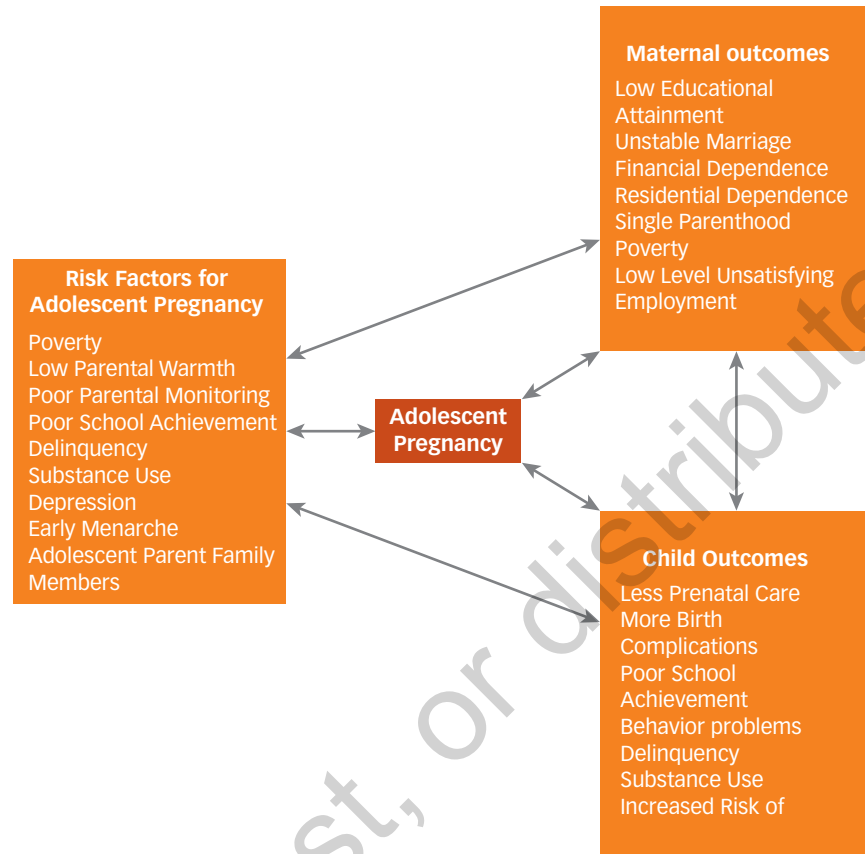 Maternal outcomes
Low Educational
Attainment
Unstable Marriage
Financial Dependence
Residential Dependence
Single Parenthood
Poverty
Low Level Unsatisfying
Employment
Risk Factors for
Adolescent Pregnancy
Poverty
Low Parental Warmth
Poor Parental Monitoring
Poor School Achievement
Delinquency
Substance Use
Depression
Early Menarche
Adolescent Parent Family
Members
Adolescent
Pregnancy
Child Outcomes
Less Prenatal Care
More Birth
Complications
Poor School
Achievement
Behavior problems
Delinquency
Substance Use
Increased Risk of
st, or distribute